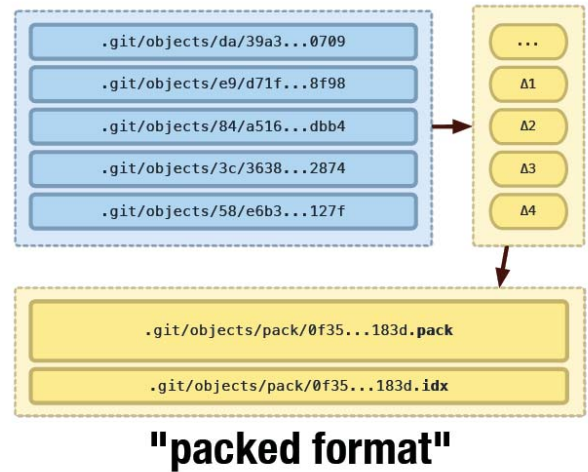 .git/objects/da/39a3...0709
.git/objects/e9/d71f...8f98
.git/objects/84/a516...dbb4
.git/objects/3c/3638...2874
.git/objects/58/e6b3...127f
...
Δ1
Δ2
Δ3
Δ4
.git/objects/pack/0f35...183d.pack
.git/objects/pack/0f35...183d.idx
"packed format"